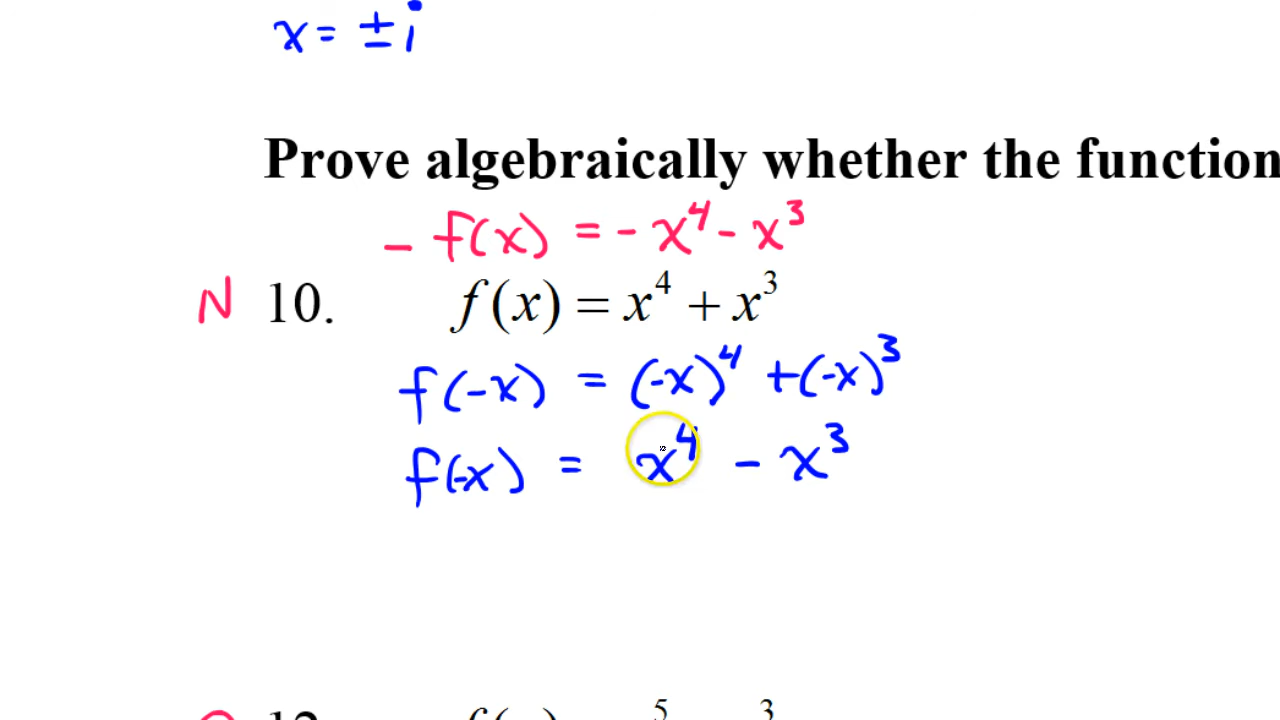 x = ± i
Prove algebraically whether the function
- f(x) = - x⁴ - x³
N 10. f(x) = x⁴ + x³
f(-x) = (-x)⁴ + (-x)³
f(-x) = x⁴ - x³